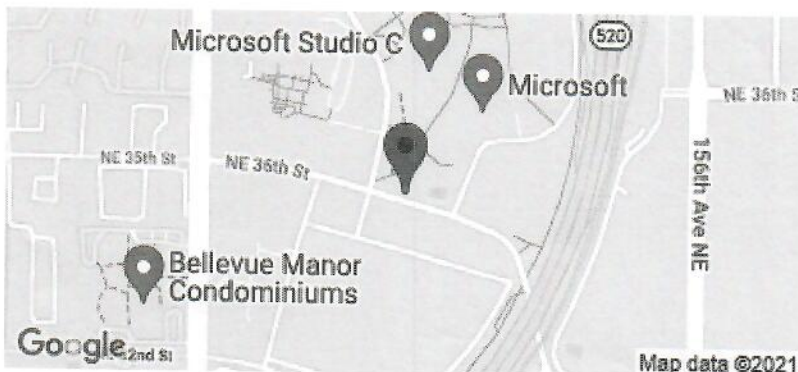 520
Microsoft Studio C
Microsoft
NE 36th S
NE 35th St
NE 36th St
156th Ave NE
Bellevue Manor
Condominiums
Google
2nd St
Map data ©2021